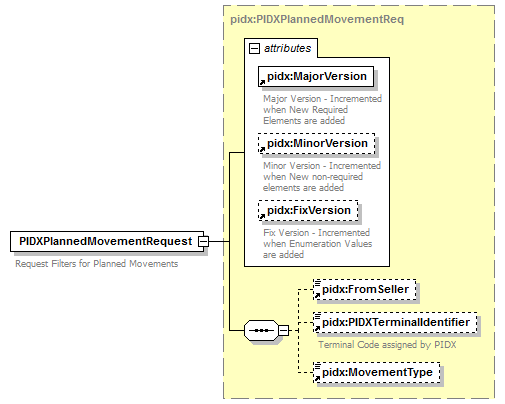 pidx:PIDXPlannedMovementReq
attributes
pidx:MajorVersion
Major Version - Incremented
when New Required
Elements are added
pidx:MinorVersion
Minor Version - Incremented
when New non-required
elements are added
pidx:FixVersion
Fix Version - Incremented
when Enumeration Values
are added
PIDXPlannedMovementRequest
Request Filters for Planned Movements
pidx:FromSeller
pidx:PIDXTerminalIdentifier
Terminal Code assigned by PIDX
pidx:MovementType